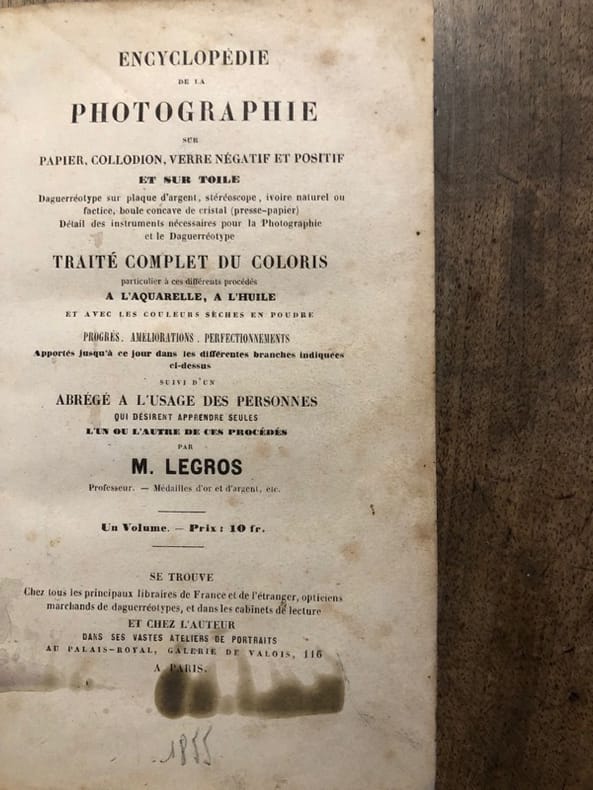 ENCYCLOPÉDIE
DE LA
PHOTOGRAPHIE
SUR
PAPIER, COLLODION, VERRE NÉGATIF ET POSITIF
ET SUR TOILE
Daguerréotype sur plaque d'argent, stéréoscope, ivoire naturel ou
factice, boule concave de cristal (presse-papier)
Détail des instruments nécessaires pour la Photographie
et le Daguerréotype
TRAITÉ COMPLET DU COLORIS
particulier à ces différents procédés
A L'AQUARELLE, A L'HUILE
ET AVEC LES COULEURS SÈCHES EN POUDRE
PROGRÈS. AMELIORATIONS. PERFECTIONNEMENTS
Apportés jusqu'à ce jour dans les différentes branches indiquées
ci-dessus
SUIVI D'UN
ABRÉGÉ A L'USAGE DES PERSONNES
QUI DÉSIRENT APPRENDRE SEULES
L'UN OU L'AUTRE DE CES PROCÉDÉS
PAR
M. LEGROS
Professeur. — Médailles d'or et d'argent, etc.
Un Volume. — Prix : 10 fr.
SE TROUVE
Chez tous les principaux libraires de France et de l'étranger, opticiens
marchands de daguerréotypes, et dans les cabinets de lecture
ET CHEZ L'AUTEUR
DANS SES VASTES ATELIERS DE PORTRAITS
AU PALAIS-ROYAL, GALERIE DE VALOIS, 116
A PARIS.
1855